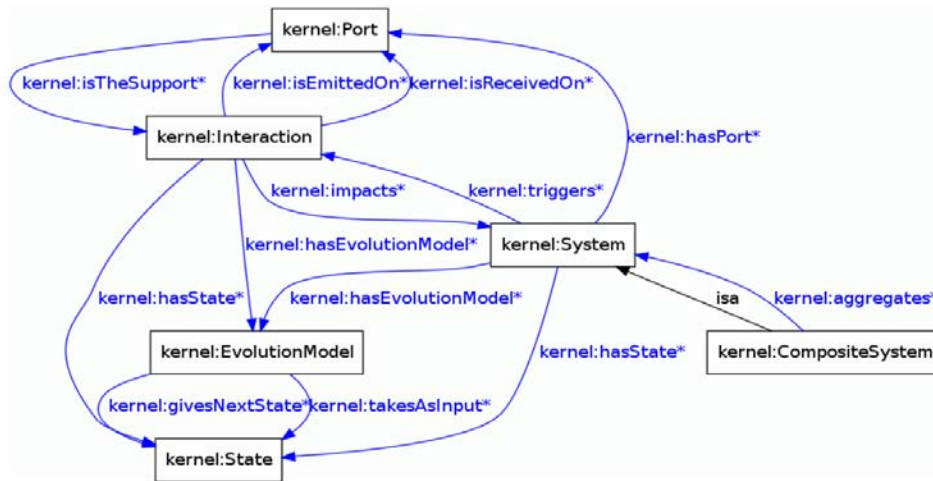 kernel:Port
kernel:isTheSupport*
kernel:isEmittedOn*
kernel:isReceivedOn*
kernel:Interaction
kernel:hasPort*
kernel:impacts*
kernel:triggers*
kernel:System
kernel:hasEvolutionModel*
kernel:hasState*
kernel:hasEvolutionModel*
isa
kernel:aggregates*
kernel:EvolutionModel
kernel:hasState*
kernel:CompositeSystem
kernel:givesNextState*
kernel:takesAsInput*
kernel:State